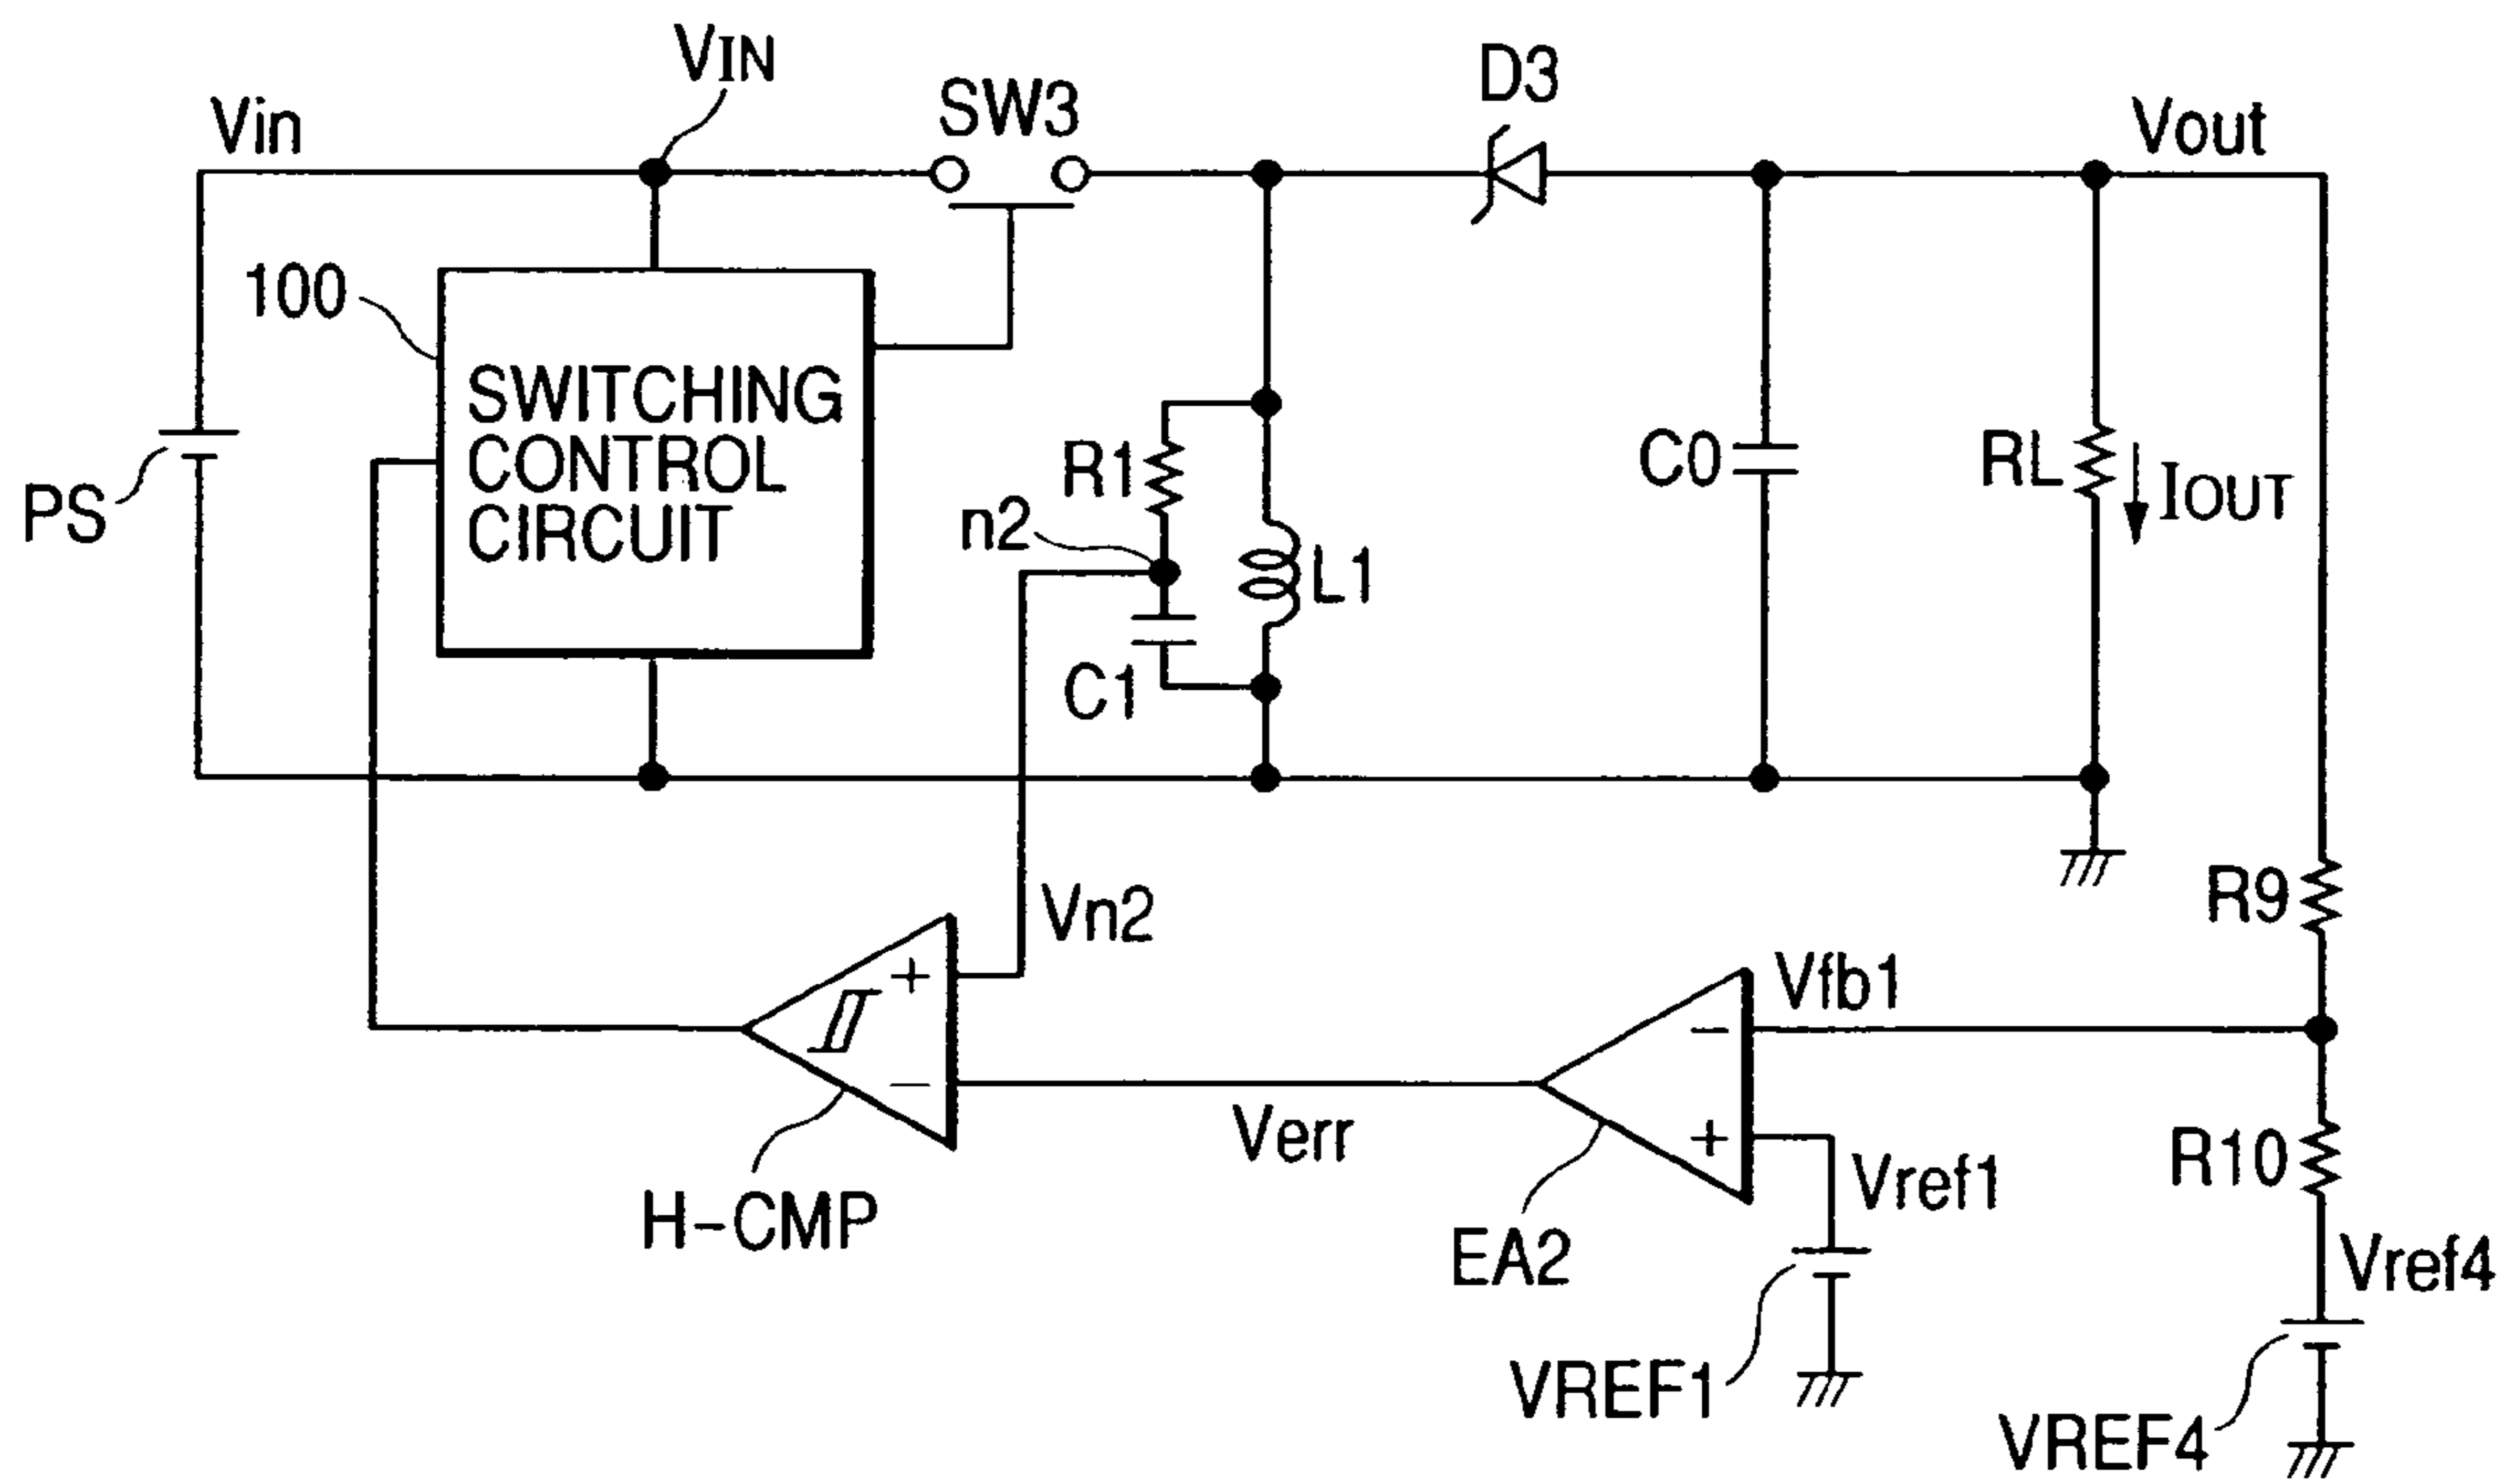 VIN
D3
SW3
Vin
Vout
100
SWITCHING
CONTROL
CIRCUIT
R1
C0
RL
IOUT
PS
n2
L1
C1
R9
Vn2
+
Vfb1
−
−
Verr
+
R10
Vref1
H-CMP
EA2
Vref4
VREF1
VREF4